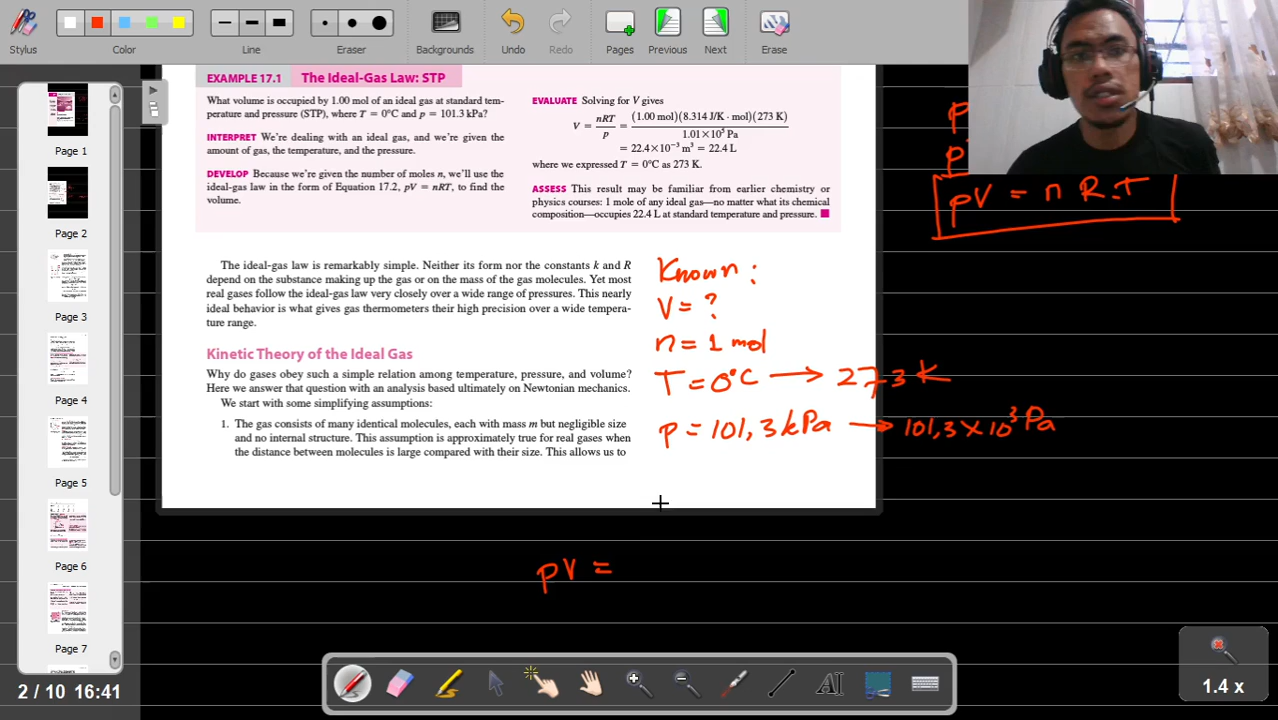 Stylus
Color
Line
Eraser
Backgrounds
Undo
Redo
Pages
Previous
Next
Erase
EXAMPLE 17.1 The Ideal-Gas Law: STP
What volume is occupied by 1.00 mol of an ideal gas at standard tem-
perature and pressure (STP), where T = 0°C and p = 101.3 kPa?
INTERPRET We're dealing with an ideal gas, and we're given the
amount of gas, the temperature, and the pressure.
DEVELOP Because we're given the number of moles n, we'll use the
ideal-gas law in the form of Equation 17.2, pV = nRT, to find the
volume.
EVALUATE Solving for V gives
V = nRT/p = (1.00 mol)(8.314 J/K · mol)(273 K)/1.01×10⁵ Pa
= 22.4×10⁻³ m³ = 22.4 L
where we expressed T = 0°C as 273 K.
ASSESS This result may be familiar from earlier chemistry or
physics courses: 1 mole of any ideal gas—no matter what its chemical
composition—occupies 22.4 L at standard temperature and pressure. ■
pV = n R.T
The ideal-gas law is remarkably simple. Neither its form nor the constants k and R
depend on the substance making up the gas or on the mass of the gas molecules. Yet most
real gases follow the ideal-gas law very closely over a wide range of pressures. This nearly
ideal behavior is what gives gas thermometers their high precision over a wide tempera-
ture range.
Kinetic Theory of the Ideal Gas
Why do gases obey such a simple relation among temperature, pressure, and volume?
Here we answer that question with an analysis based ultimately on Newtonian mechanics.
We start with some simplifying assumptions:
1. The gas consists of many identical molecules, each with mass m but negligible size
and no internal structure. This assumption is approximately true for real gases when
the distance between molecules is large compared with their size. This allows us to
Known :
V = ?
n = 1 mol
T = 0°C → 273 K
p = 101,3 kPa → 101,3 × 10³ Pa
pV =
Page 1
Page 2
Page 3
Page 4
Page 5
Page 6
Page 7
2 / 10 16:41
1.4 x